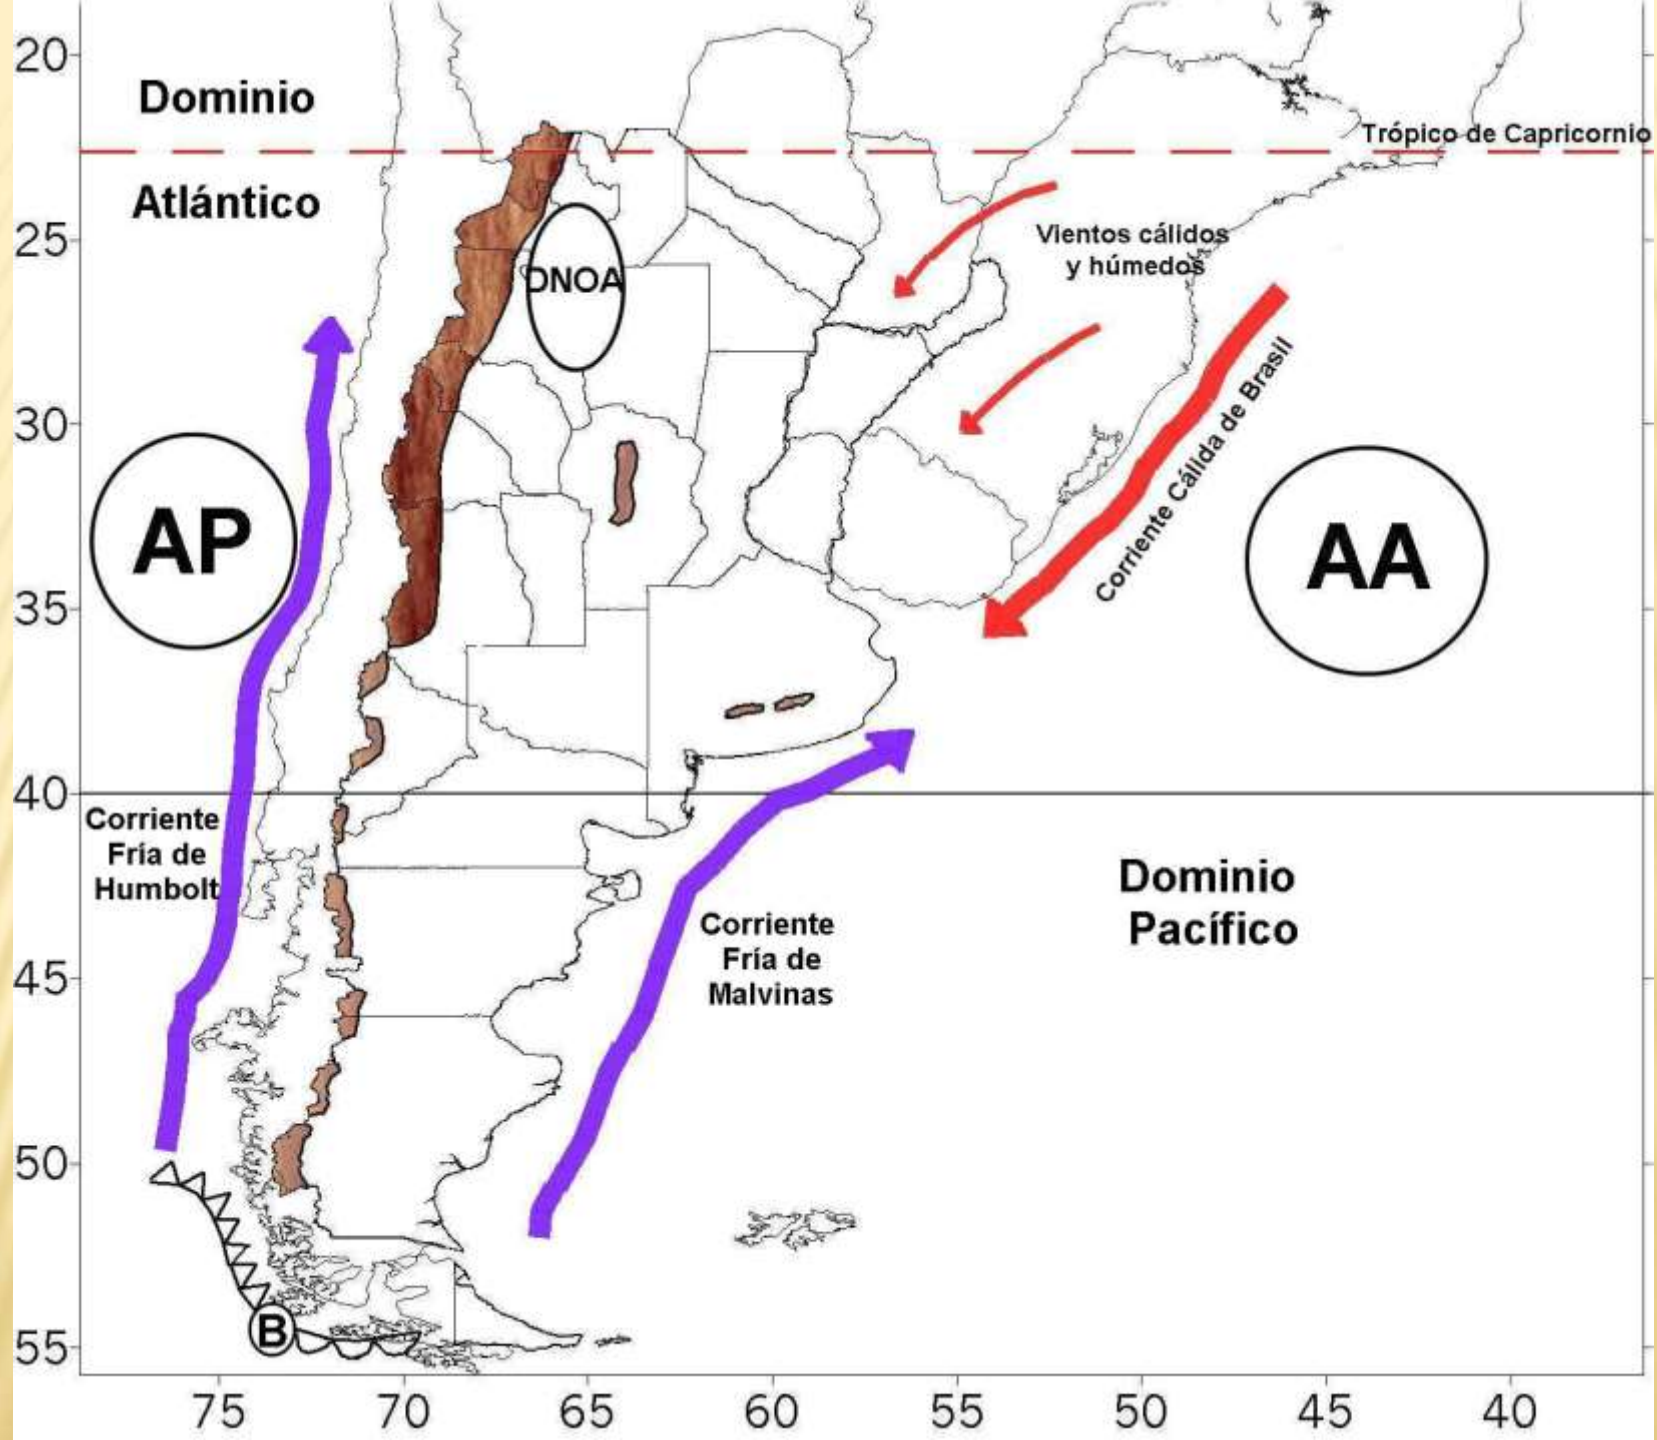 20
Dominio
Trópico de Capricornio
Atlántico
25
Vientos cálidos
y húmedos
DNOA
30
Corriente Cálida de Brasil
AP
AA
35
40
Corriente
Fría de
Humbolt
Dominio
Pacífico
Corriente
Fría de
Malvinas
45
50
B
55
75
70
65
60
55
50
45
40